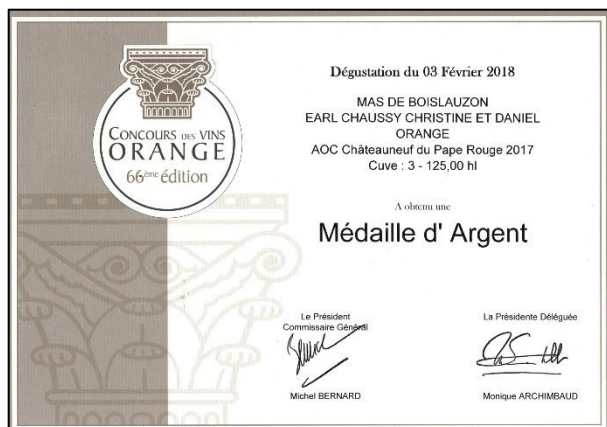 CONCOURS DES VINS
ORANGE
66ème édition
Dégustation du 03 Février 2018
MAS DE BOISLAUZON
EARL CHAUSSY CHRISTINE ET DANIEL
ORANGE
AOC Châteauneuf du Pape Rouge 2017
Cuve : 3 - 125,00 hl
A obtenu une
Médaille d' Argent
Le Président
Commissaire Général
Michel BERNARD
La Présidente Déléguée
Monique ARCHIMBAUD